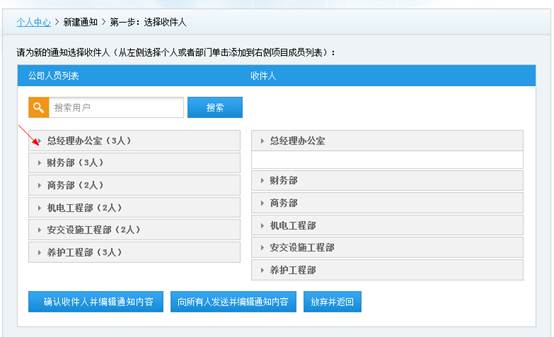 个人中心 > 新建通知 > 第一步：选择收件人
请为新的通知选择收件人（从左侧选择个人或者部门单击添加到右侧项目成员列表）：
公司人员列表 收件人
搜索用户 搜索
总经理办公室（3人） 总经理办公室
财务部（3人） 财务部
商务部（2人） 商务部
机电工程部（2人） 机电工程部
安交设施工程部（2人） 安交设施工程部
养护工程部（3人） 养护工程部
确认收件人并编辑通知内容 向所有人发送并编辑通知内容 放弃并返回